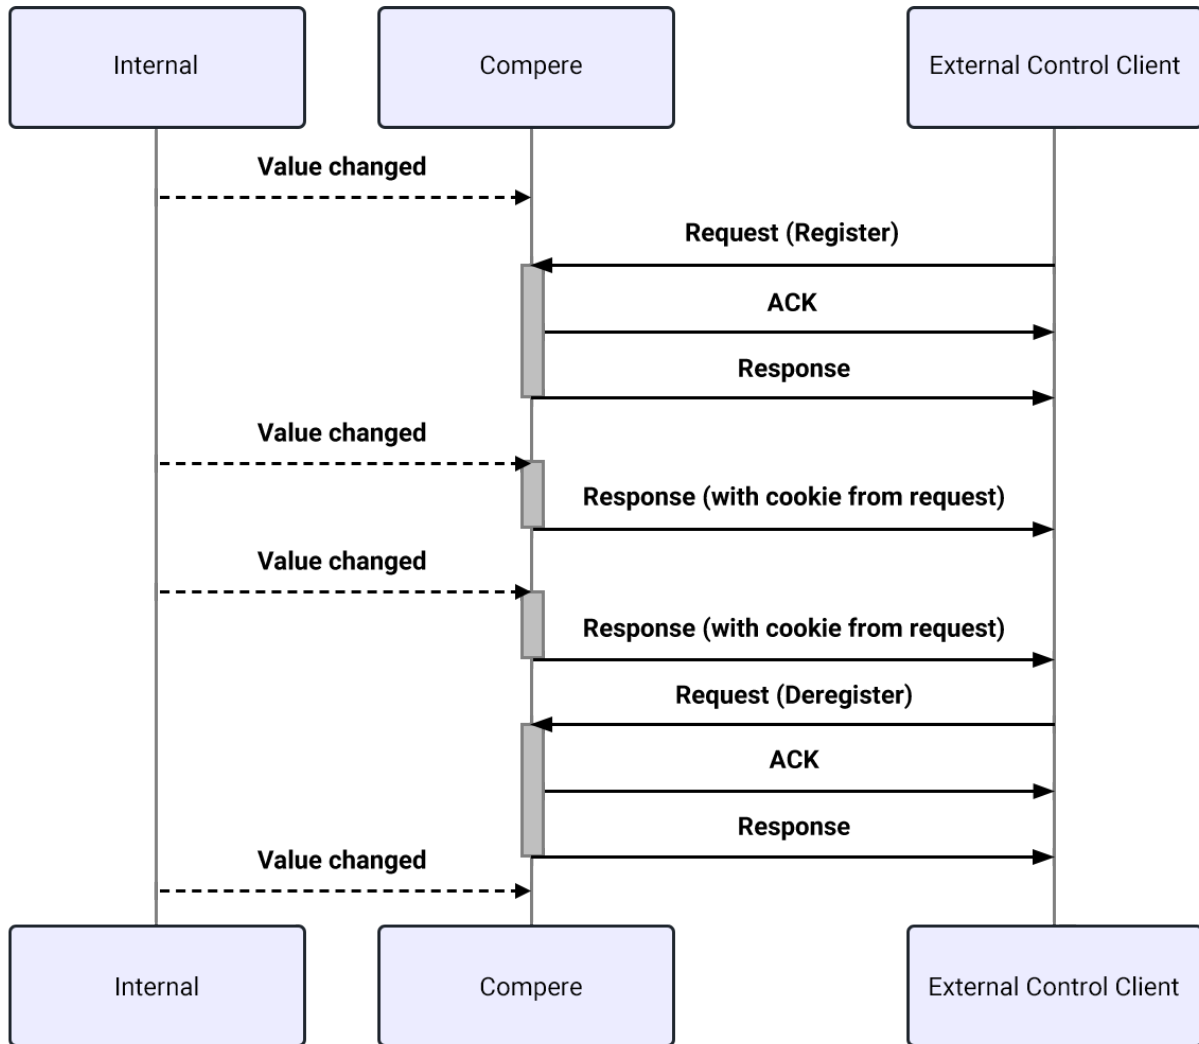 Internal
Compere
External Control Client
Value changed
Request (Register)
ACK
Response
Value changed
Response (with cookie from request)
Value changed
Response (with cookie from request)
Request (Deregister)
ACK
Response
Value changed
Internal
Compere
External Control Client